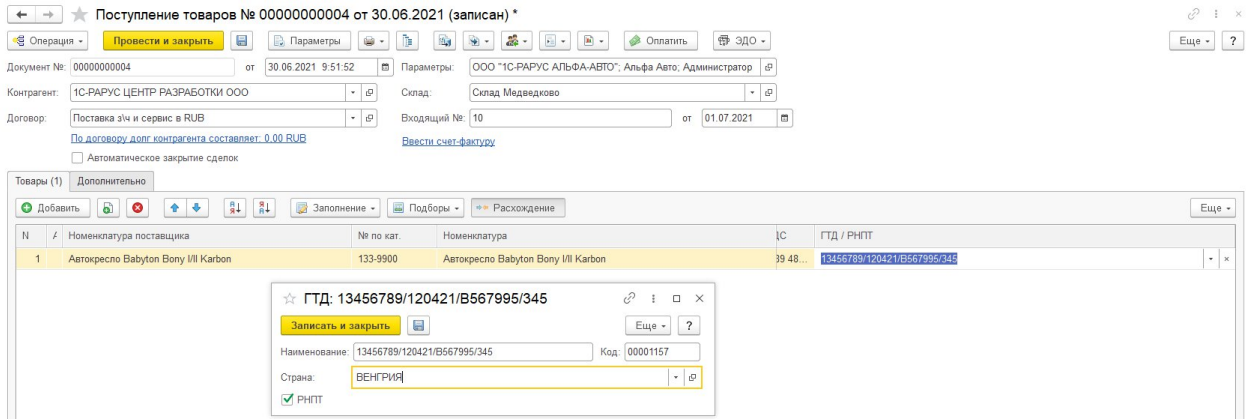 Поступление товаров № 00000000004 от 30.06.2021 (записан) *
Операция Провести и закрыть Параметры Оплатить ЭДО Еще ?
Документ №: 00000000004 от 30.06.2021 9:51:52 Параметры: ООО "1С-РАРУС АЛЬФА-АВТО"; Альфа Авто; Администратор
Контрагент: 1С-РАРУС ЦЕНТР РАЗРАБОТКИ ООО Склад: Склад Медведково
Договор: Поставка з\ч и сервис в RUB Входящий №: 10 от 01.07.2021
По договору долг контрагента составляет: 0.00 RUB Ввести счет-фактуру
Автоматическое закрытие сделок
Товары (1) Дополнительно
Добавить Заполнение Подборы Расхождение Еще
N Номенклатура поставщика № по кат. Номенклатура ДС ГТД / РНПТ
1 Автокресло Babyton Bony I/II Karbon 133-9900 Автокресло Babyton Bony I/II Karbon 39 48... 13456789/120421/В567995/345
ГТД: 13456789/120421/В567995/345
Записать и закрыть Еще ?
Наименование: 13456789/120421/В567995/345 Код: 00001157
Страна: ВЕНГРИЯ
РНПТ